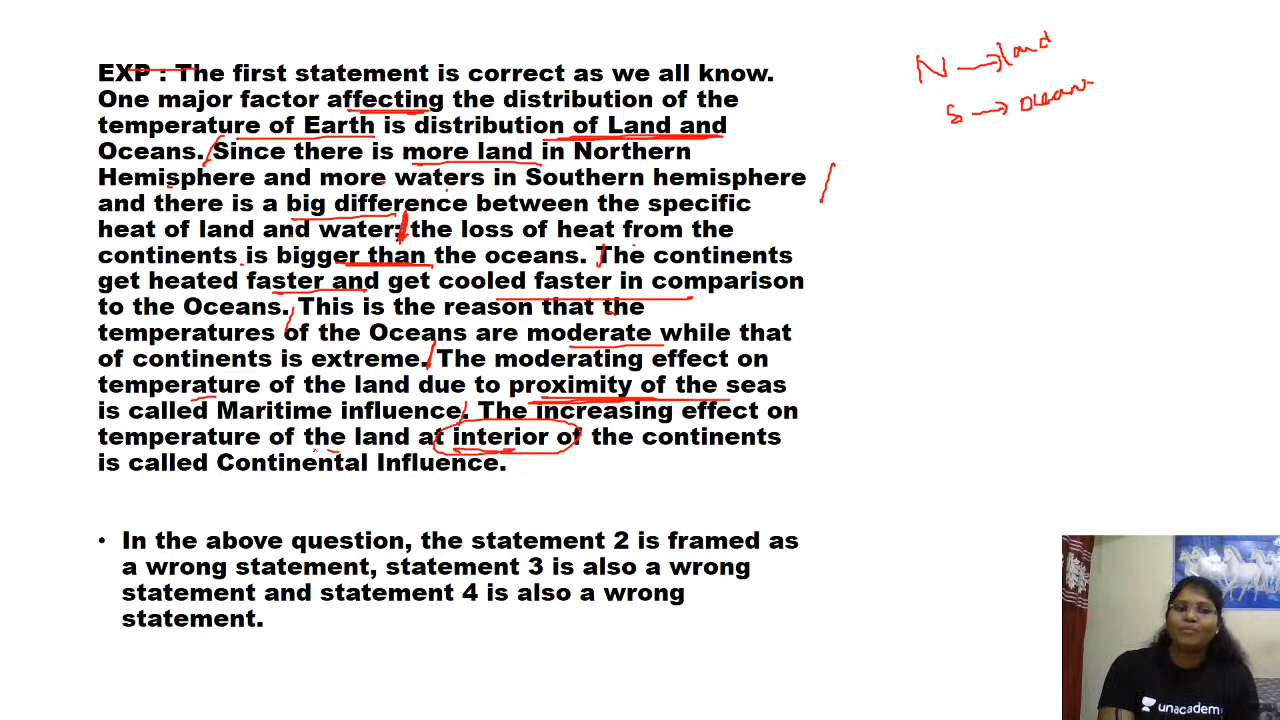 EXP : The first statement is correct as we all know.
One major factor affecting the distribution of the
temperature of Earth is distribution of Land and
Oceans. Since there is more land in Northern
Hemisphere and more waters in Southern hemisphere
and there is a big difference between the specific
heat of land and water; the loss of heat from the
continents is bigger than the oceans. The continents
get heated faster and get cooled faster in comparison
to the Oceans. This is the reason that the
temperatures of the Oceans are moderate while that
of continents is extreme. The moderating effect on
temperature of the land due to proximity of the seas
is called Maritime influence. The increasing effect on
temperature of the land at interior of the continents
is called Continental Influence.
• In the above question, the statement 2 is framed as
a wrong statement, statement 3 is also a wrong
statement and statement 4 is also a wrong
statement.
N → land
S → oceans
unacademy